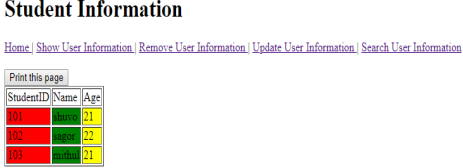 Student Information
Home | Show User Information | Remove User Information | Update User Information | Search User Information
Print this page
StudentID Name Age
101 shuvo 21
102 sagor 22
103 mithul 21